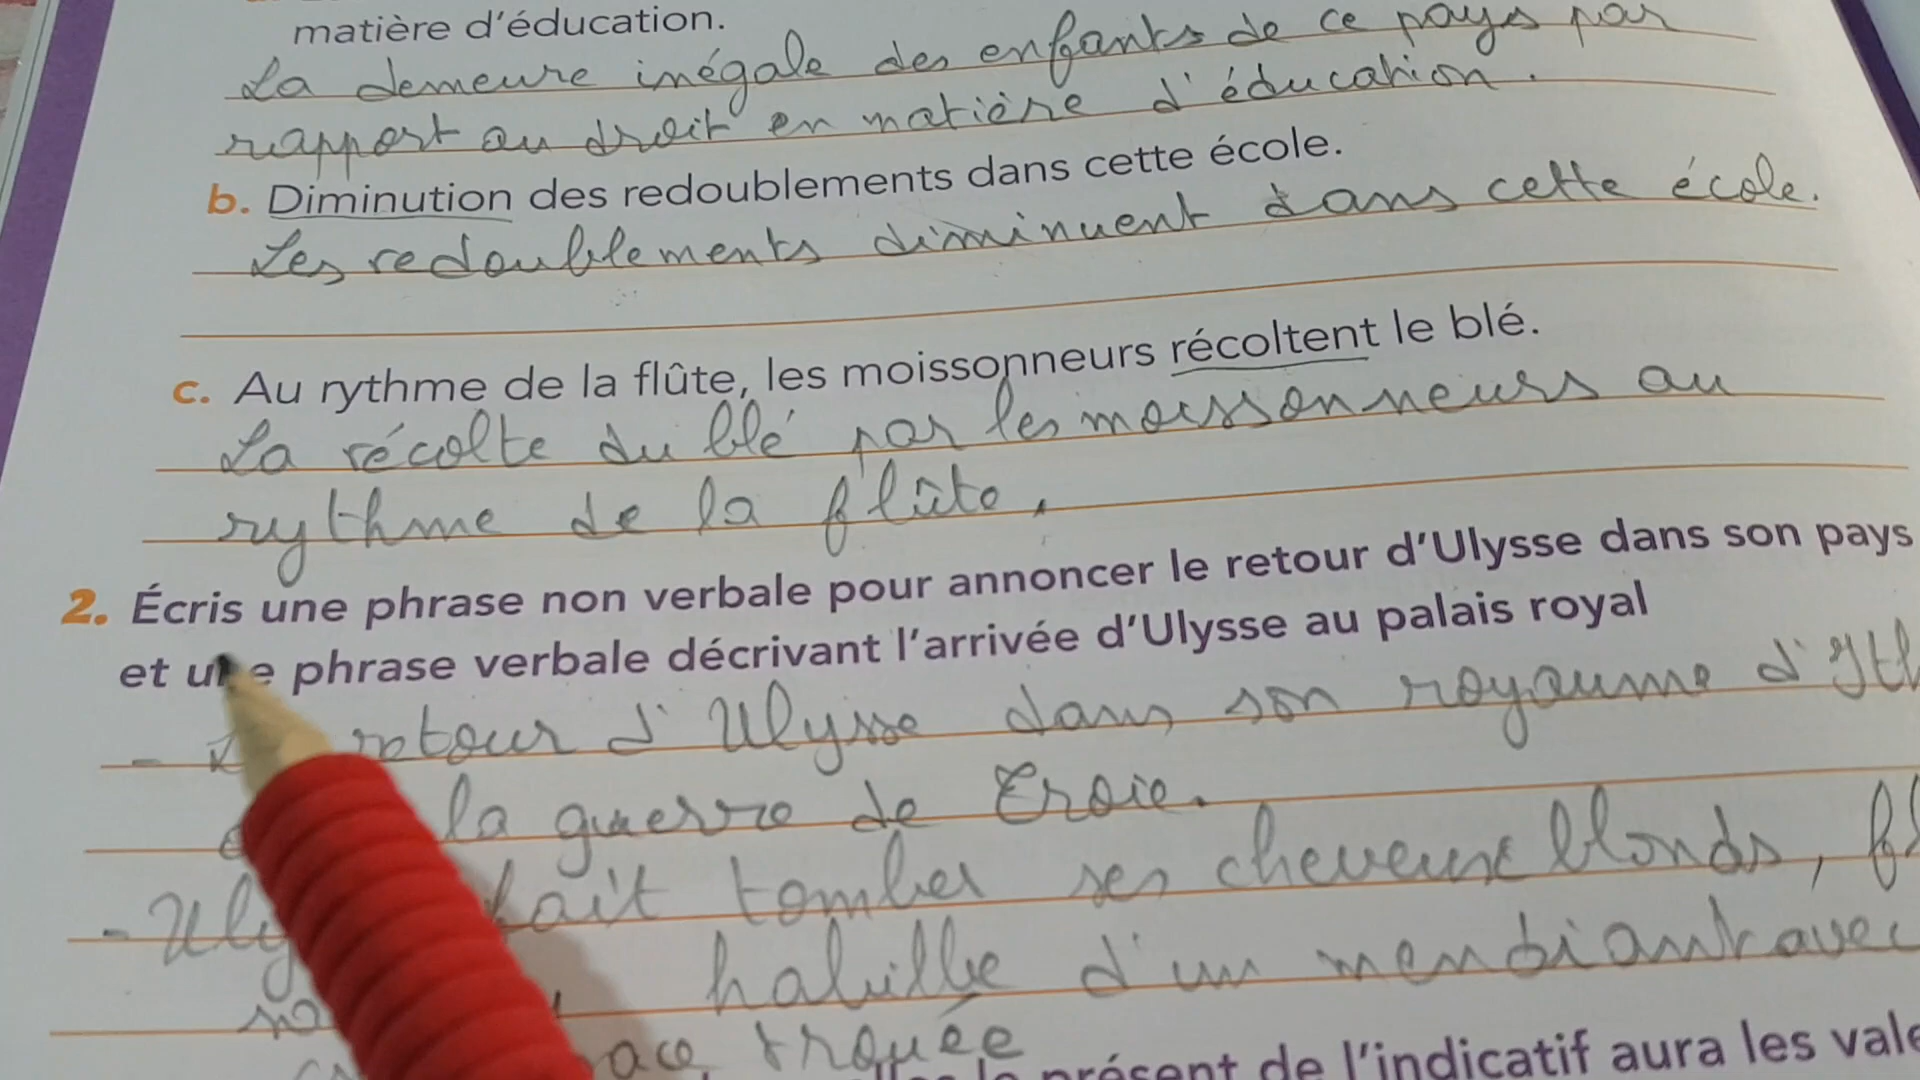 matière d'éducation.
La demeure inégale des enfants de ce pays par
rapport au droit en matière d'éducation.
b. Diminution des redoublements dans cette école.
Les redoublements diminuent dans cette école.
c. Au rythme de la flûte, les moissonneurs récoltent le blé.
La récolte du blé par les moissonneurs au
rythme de la flûte.
2. Écris une phrase non verbale pour annoncer le retour d'Ulysse dans son pays
et une phrase verbale décrivant l'arrivée d'Ulysse au palais royal
- retour d'Ulysse dans son royaume
la guerre de Troie.
- fait tomber ses cheveux blonds,
habillé d'un mendiant avec
trouée
présent de l'indicatif aura les